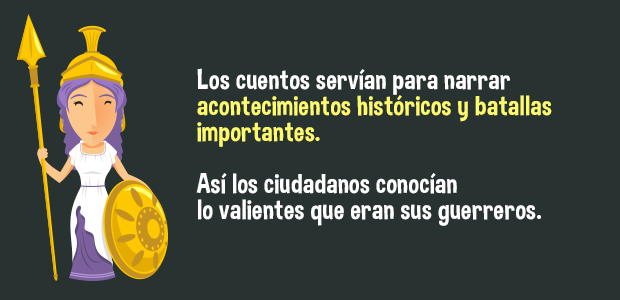 Los cuentos servían para narrar
acontecimientos históricos y batallas
importantes.
Así los ciudadanos conocían
lo valientes que eran sus guerreros.